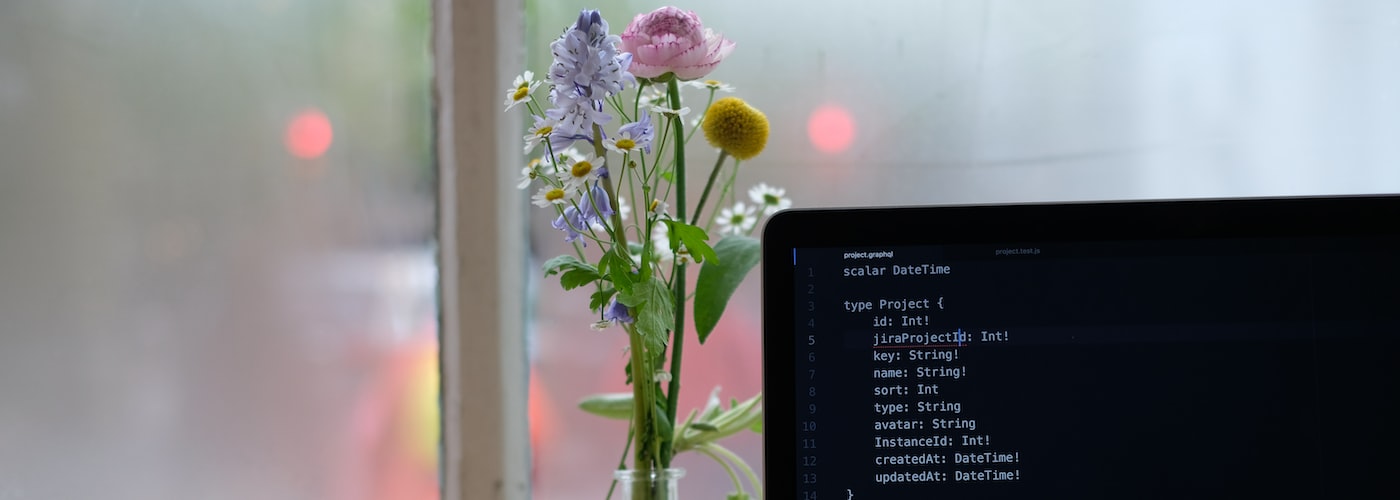 project.graphql project.test.js
1 scalar DateTime
2
3 type Project {
4 id: Int!
5 jiraProjectId: Int!
6 key: String!
7 name: String!
8 sort: Int
9 type: String
10 avatar: String
11 InstanceId: Int!
12 createdAt: DateTime!
13 updatedAt: DateTime!
14 }